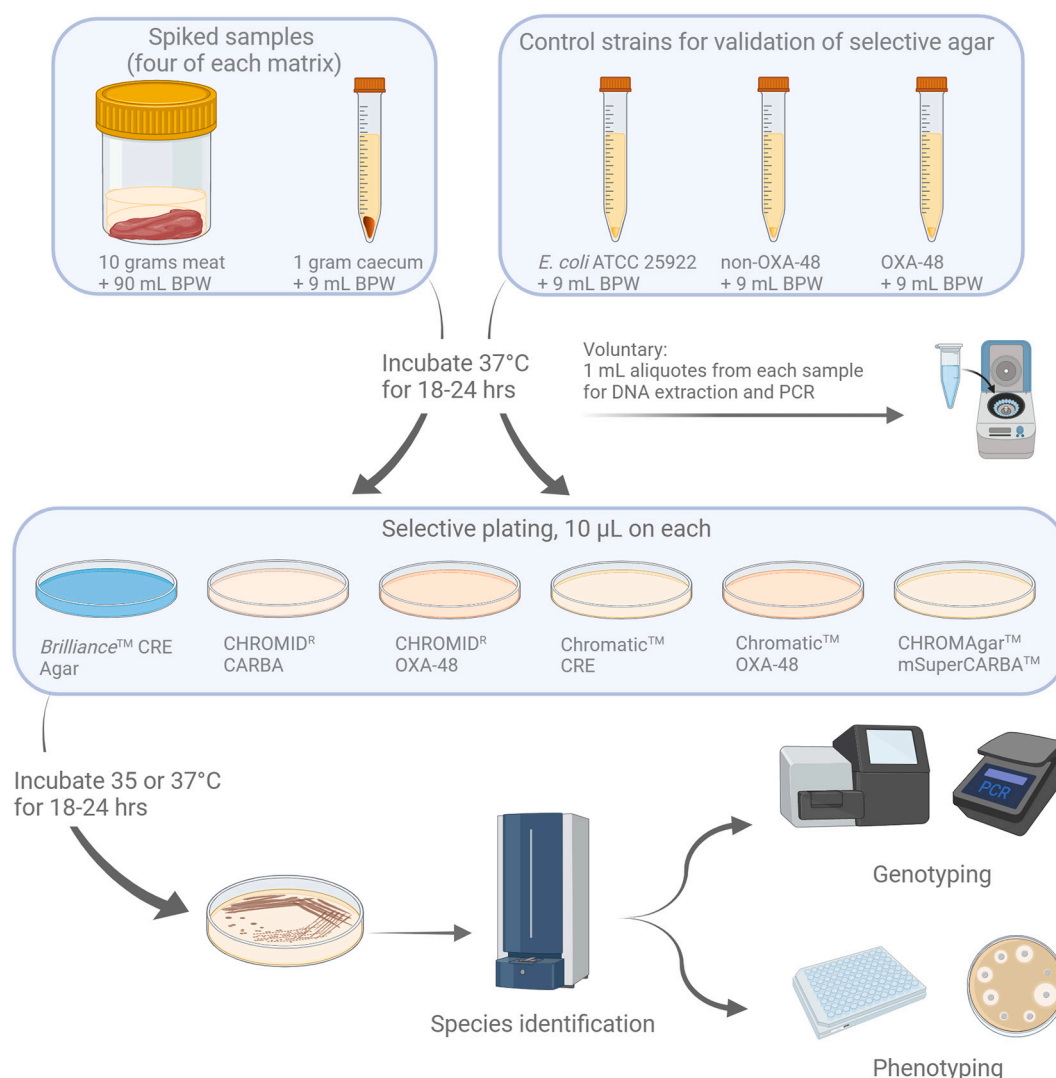 Spiked samples
(four of each matrix)
10 grams meat
+ 90 mL BPW
1 gram caecum
+ 9 mL BPW
Control strains for validation of selective agar
E. coli ATCC 25922
+ 9 mL BPW
non-OXA-48
+ 9 mL BPW
OXA-48
+ 9 mL BPW
Incubate 37°C
for 18-24 hrs
Voluntary:
1 mL aliquotes from each sample
for DNA extraction and PCR
Selective plating, 10 µL on each
Brilliance™ CRE
Agar
CHROMIDᴿ
CARBA
CHROMIDᴿ
OXA-48
Chromatic™
CRE
Chromatic™
OXA-48
CHROMAgar™
mSuperCARBA™
Incubate 35 or 37°C
for 18-24 hrs
Species identification
PCR
Genotyping
Phenotyping